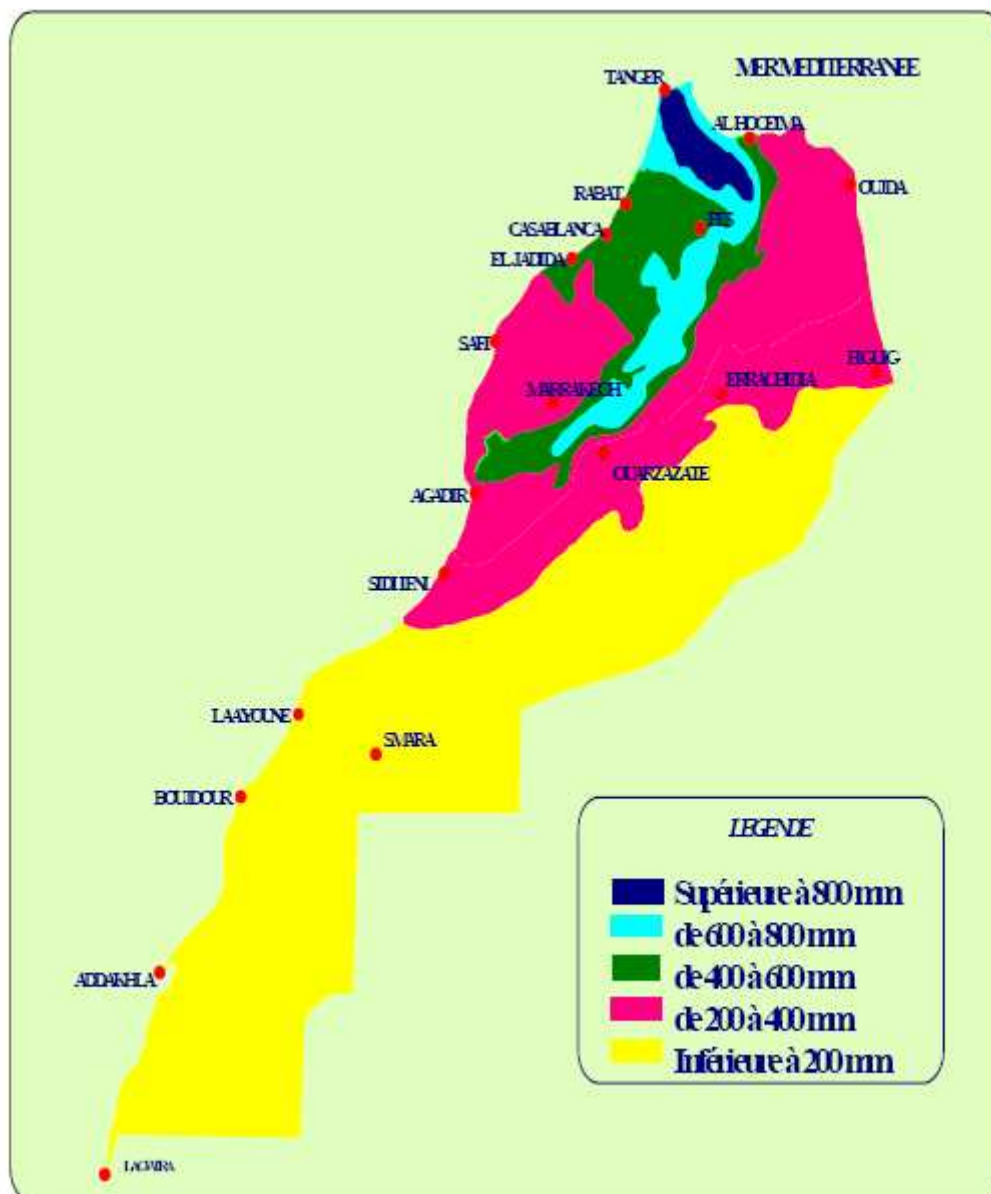 MER MEDITERRANEE
TANGER
AL HOCEIMA
OUJDA
RABAT
FES
CASABLANCA
EL JADIDA
SAFI
FIGUIG
ERRACHIDIA
MARRAKECH
OUARZAZATE
AGADIR
SIDI IFNI
LAAYOUNE
SMARA
BOUJDOUR
ADDAKHLA
LAGWIRA
LEGENDE
Supérieure à 800 mm
de 600 à 800 mm
de 400 à 600 mm
de 200 à 400 mm
Inférieure à 200 mm